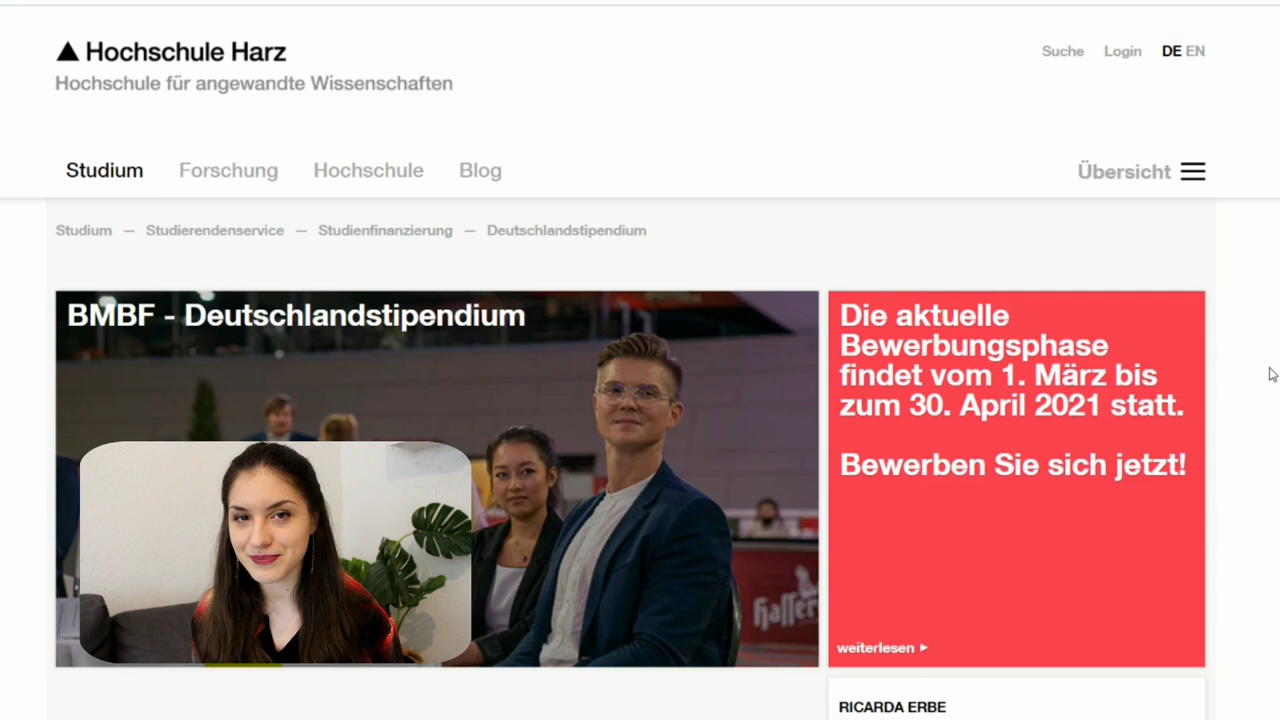 Hochschule Harz
Hochschule für angewandte Wissenschaften
Suche Login DE EN
Studium Forschung Hochschule Blog
Übersicht
Studium — Studierendenservice — Studienfinanzierung — Deutschlandstipendium
BMBF - Deutschlandstipendium
Die aktuelle
Bewerbungsphase
findet vom 1. März bis
zum 30. April 2021 statt.
Bewerben Sie sich jetzt!
weiterlesen
RICARDA ERBE